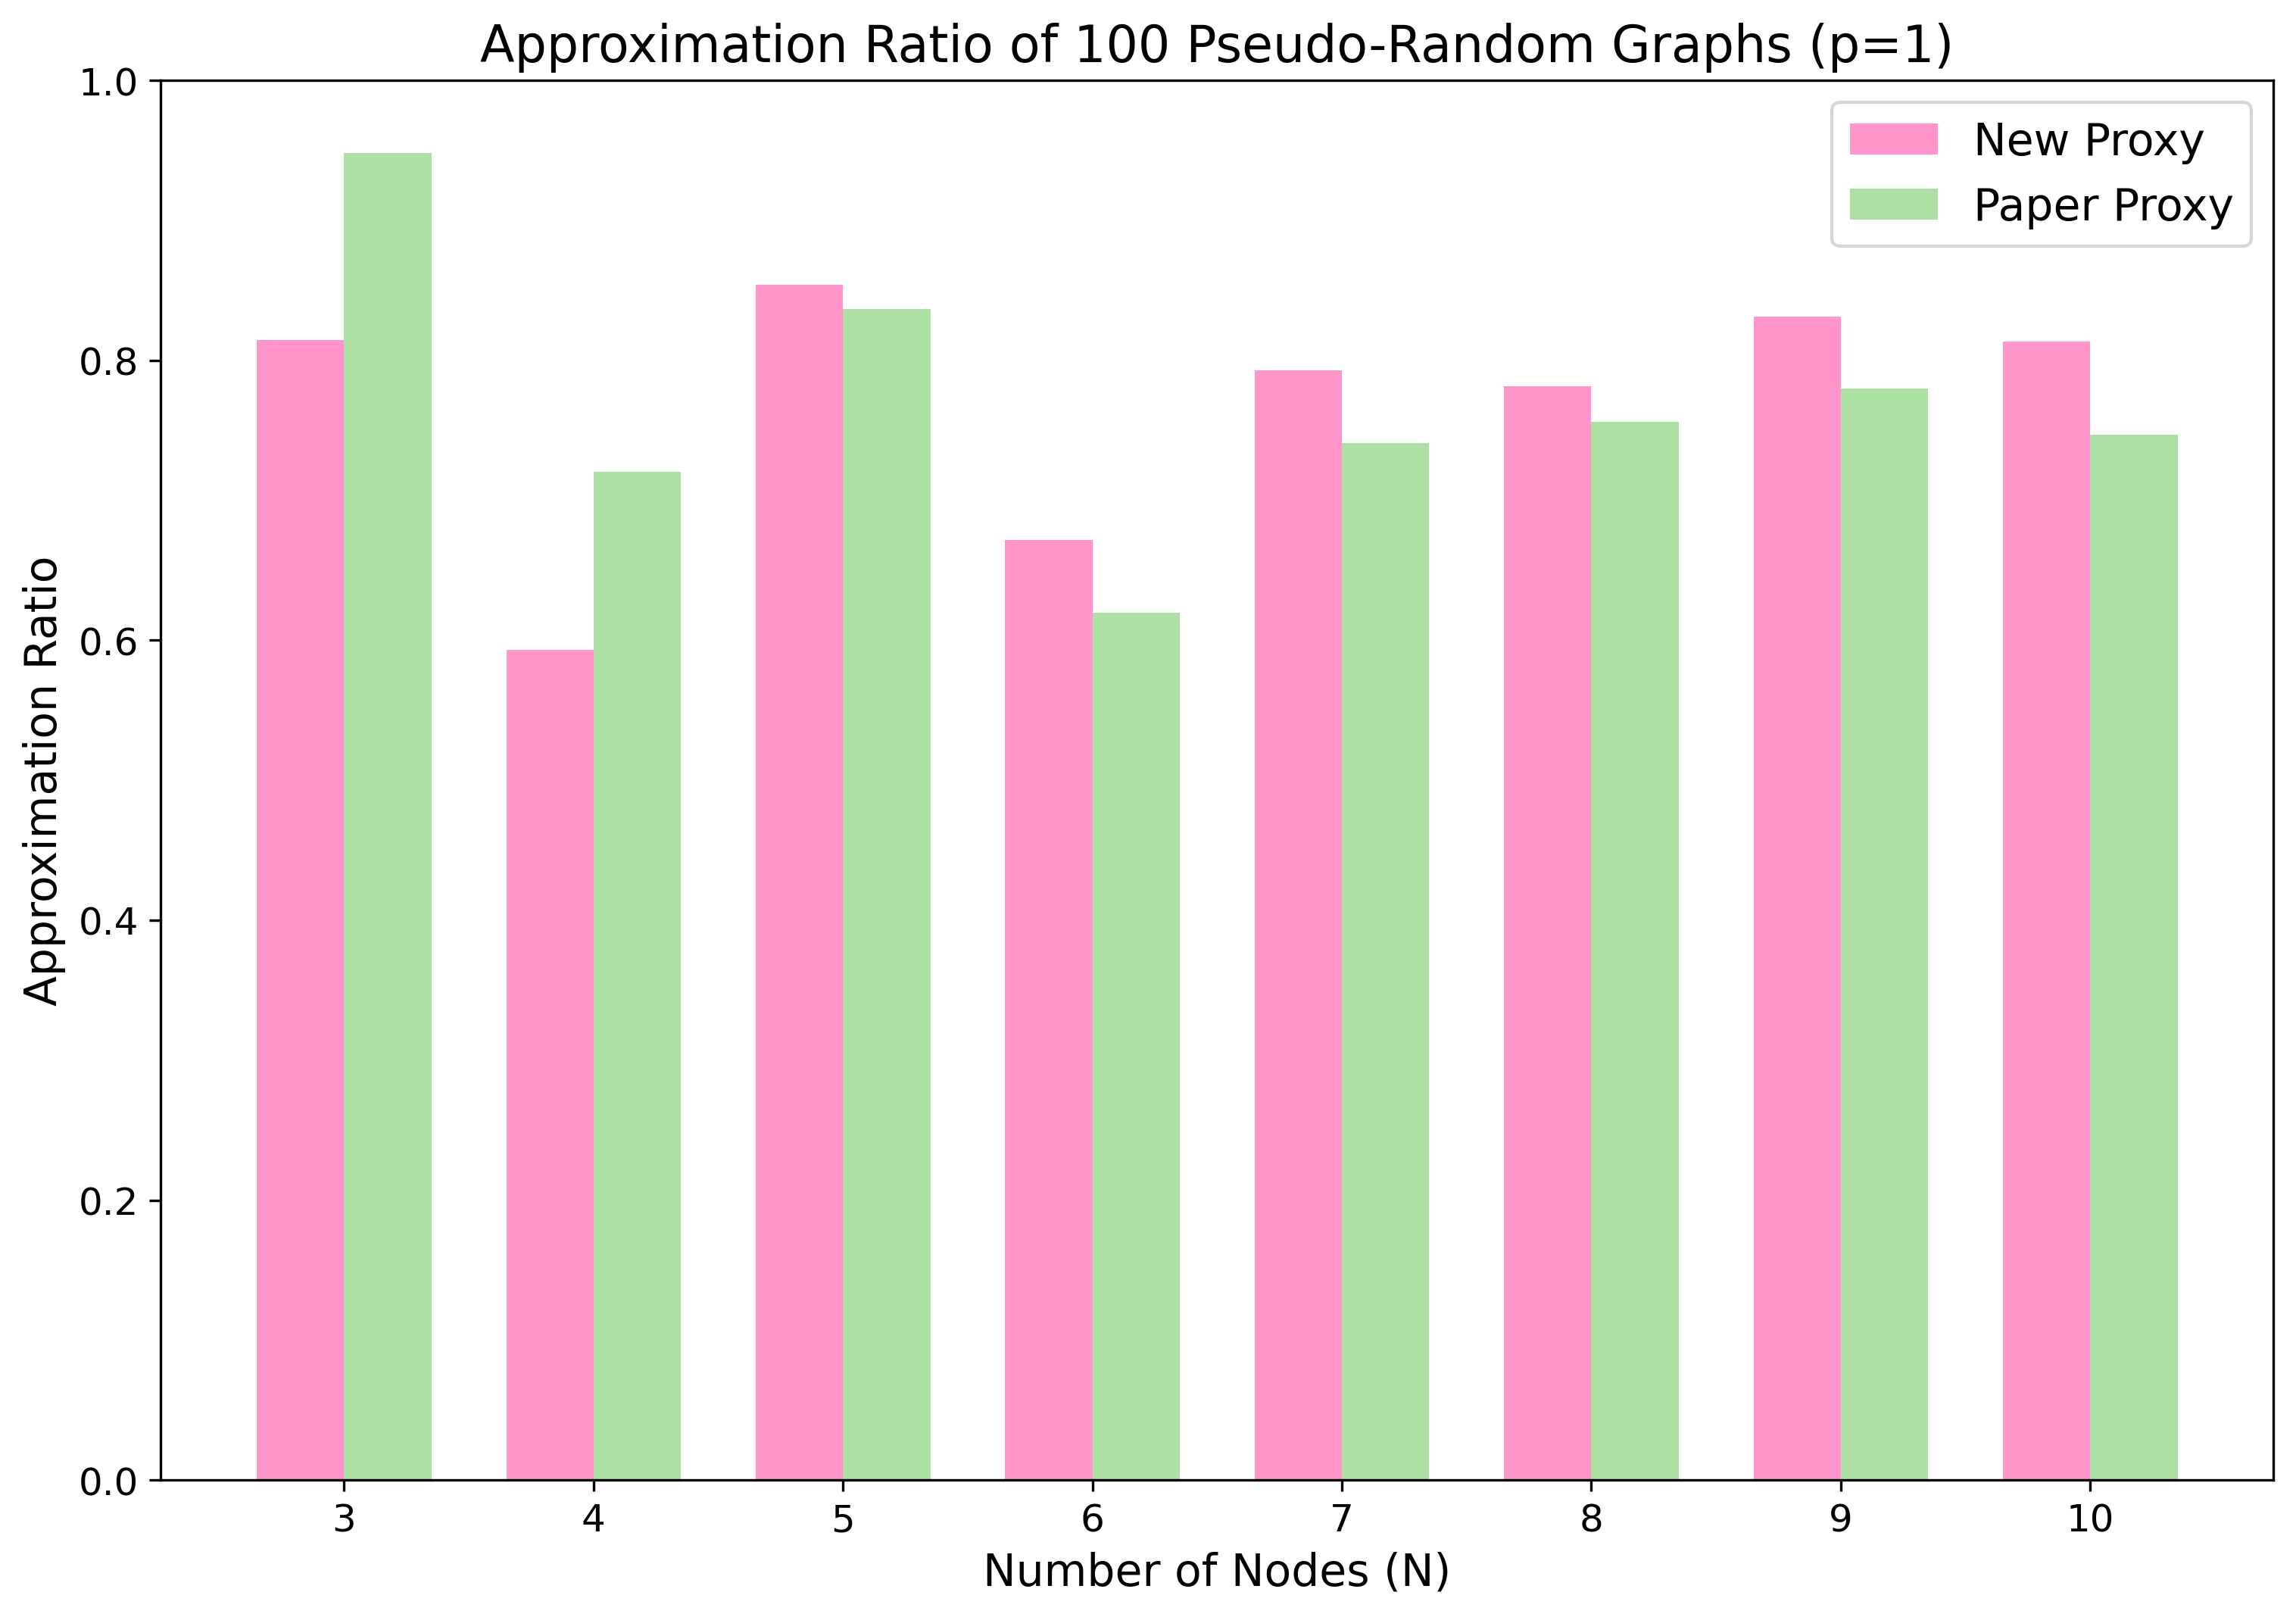 Approximation Ratio of 100 Pseudo-Random Graphs (p=1)
New Proxy
Paper Proxy
Approximation Ratio
1.0
0.8
0.6
0.4
0.2
0.0
3 4 5 6 7 8 9 10
Number of Nodes (N)